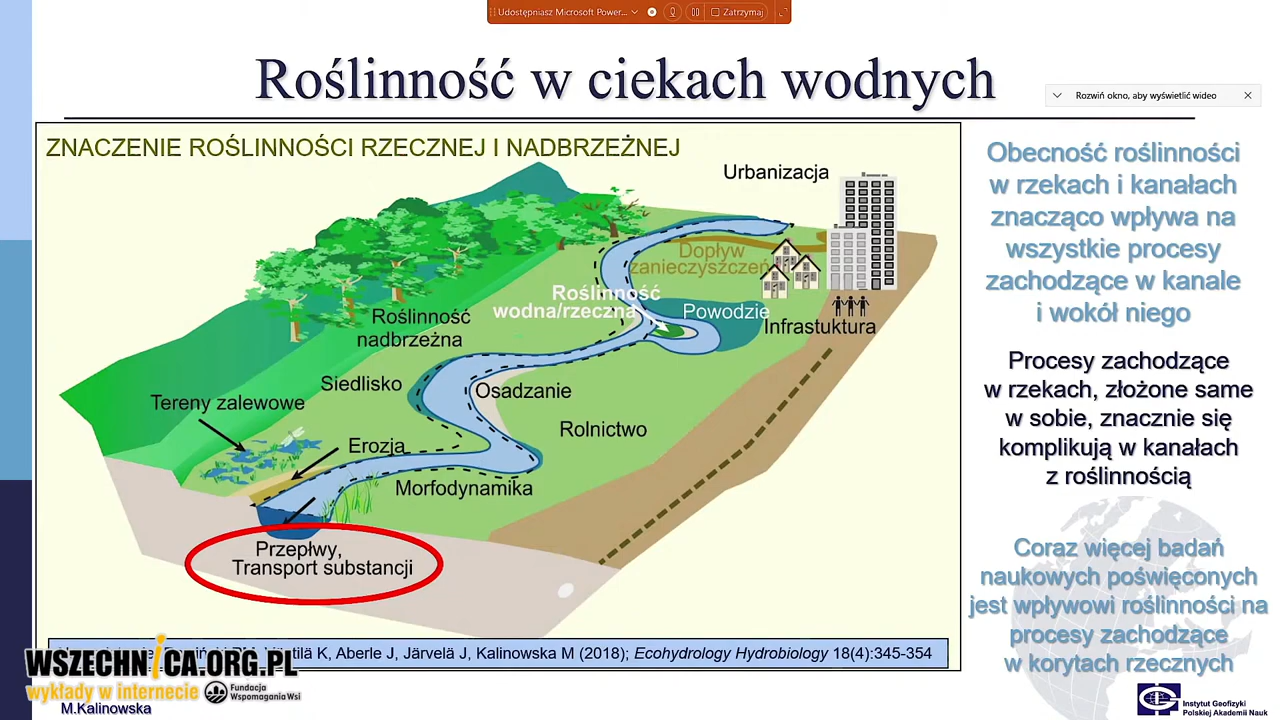 Udostępniasz Microsoft Power...
Zatrzymaj
Roślinność w ciekach wodnych
Rozwiń okno, aby wyświetlić wideo
ZNACZENIE ROŚLINNOŚCI RZECZNEJ I NADBRZEŻNEJ
Urbanizacja
Dopływ
zanieczyszczeń
Roślinność
wodna/rzeczna
Powodzie
Infrastuktura
Roślinność
nadbrzeżna
Siedlisko
Osadzanie
Tereny zalewowe
Rolnictwo
Erozja
Morfodynamika
Przepłwy,
Transport substancji
K, Aberle J, Järvelä J, Kalinowska M (2018); Ecohydrology Hydrobiology 18(4):345-354
Obecność roślinności
w rzekach i kanałach
znacząco wpływa na
wszystkie procesy
zachodzące w kanale
i wokół niego
Procesy zachodzące
w rzekach, złożone same
w sobie, znacznie się
komplikują w kanałach
z roślinnością
Coraz więcej badań
naukowych poświęconych
jest wpływowi roślinności na
procesy zachodzące
w korytach rzecznych
WSZECHNICA.ORG.PL
wykłady w internecie
Fundacja
Wspomagania Wsi
M.Kalinowska
Instytut Geofizyki
Polskiej Akademii Nauk